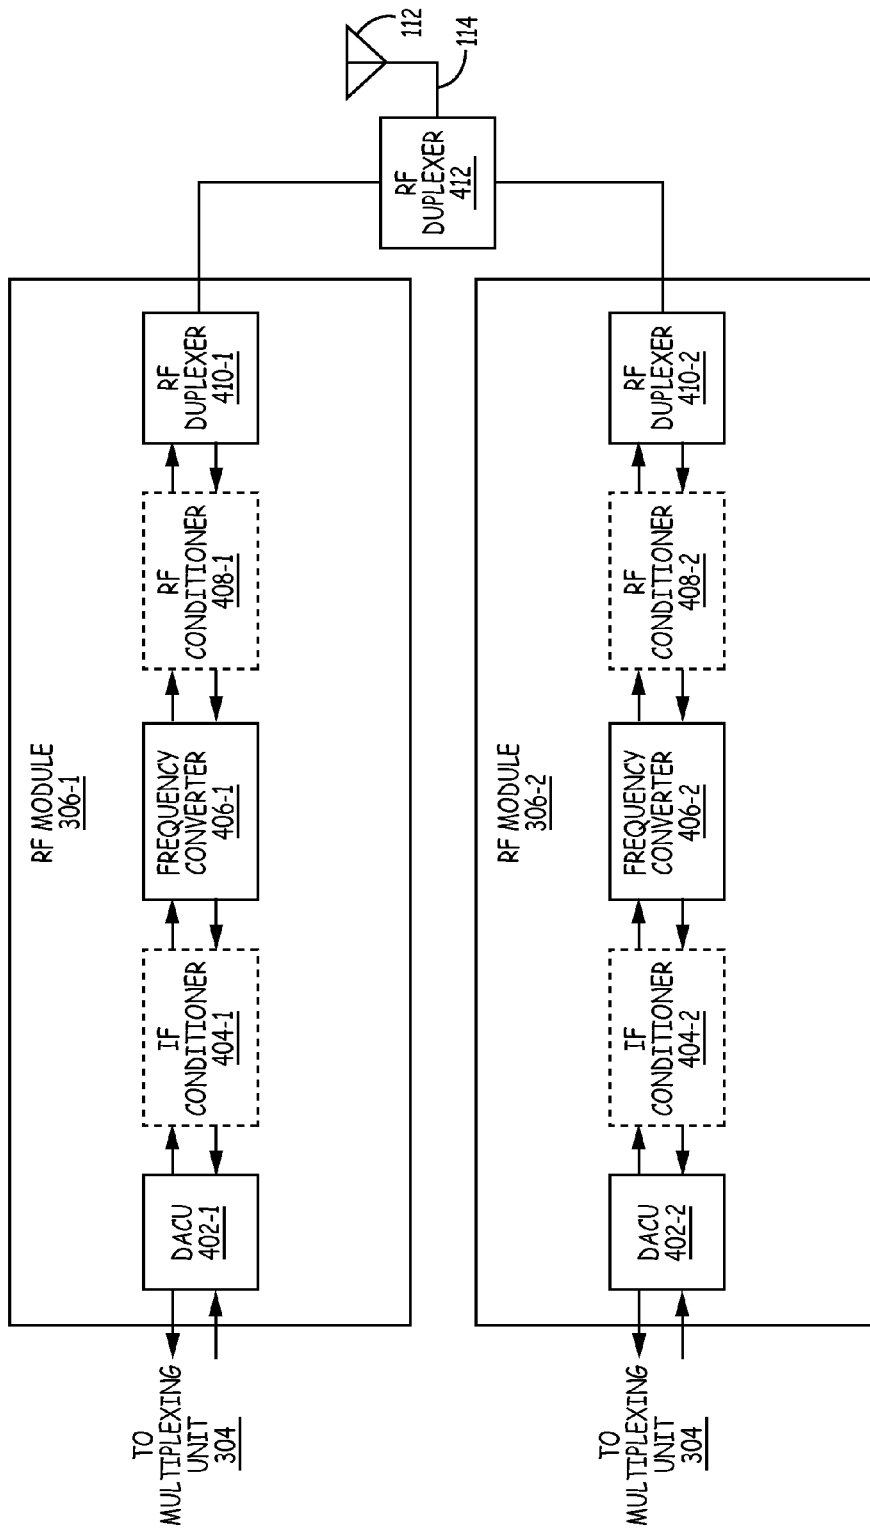 RF MODULE
306-1
TO
MULTIPLEXING
UNIT
304
DACU
402-1
IF
CONDITIONER
404-1
FREQUENCY
CONVERTER
406-1
RF
CONDITIONER
408-1
RF
DUPLEXER
410-1
RF
DUPLEXER
412
112
114
RF MODULE
306-2
TO
MULTIPLEXING
UNIT
304
DACU
402-2
IF
CONDITIONER
404-2
FREQUENCY
CONVERTER
406-2
RF
CONDITIONER
408-2
RF
DUPLEXER
410-2